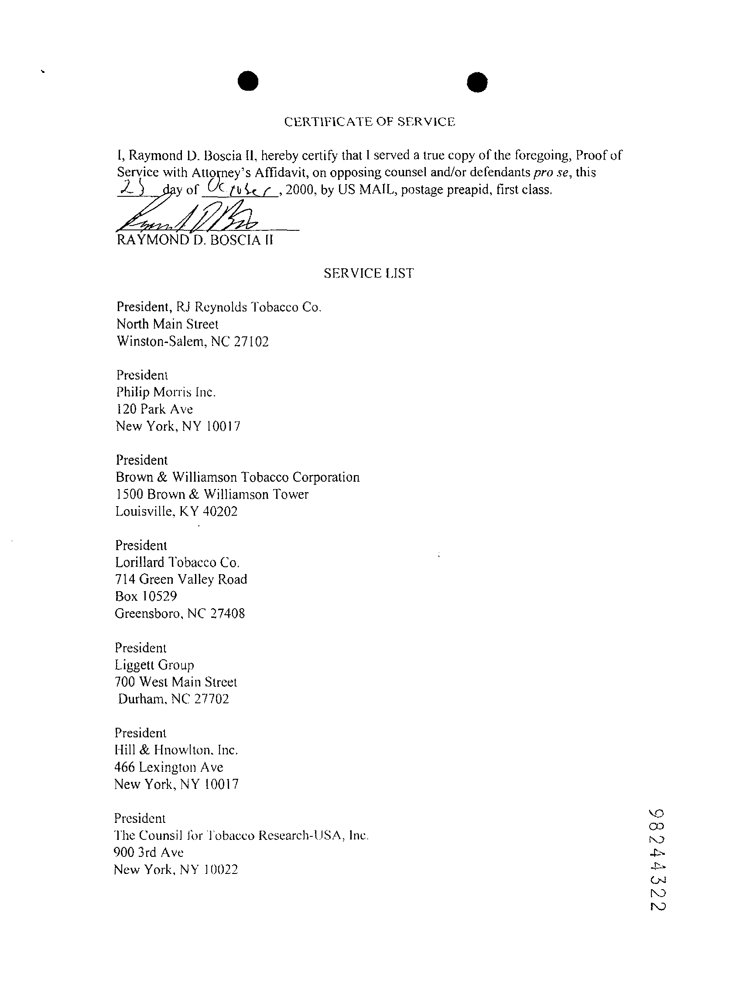 CERTIFICATE OF SERVICE
I, Raymond D. Boscia II, hereby certify that I served a true copy of the foregoing, Proof of
Service with Attorney's Affidavit, on opposing counsel and/or defendants pro se, this
23 day of October, 2000, by US MAIL, postage preapid, first class.
RAYMOND D. BOSCIA II
SERVICE LIST
President, RJ Reynolds Tobacco Co.
North Main Street
Winston-Salem, NC 27102
President
Philip Morris Inc.
120 Park Ave
New York, NY 10017
President
Brown & Williamson Tobacco Corporation
1500 Brown & Williamson Tower
Louisville, KY 40202
President
Lorillard Tobacco Co.
714 Green Valley Road
Box 10529
Greensboro, NC 27408
President
Liggett Group
700 West Main Street
Durham, NC 27702
President
Hill & Hnowlton, Inc.
466 Lexington Ave
New York, NY 10017
President
The Counsil for Tobacco Research-USA, Inc.
900 3rd Ave
New York, NY 10022
98244322